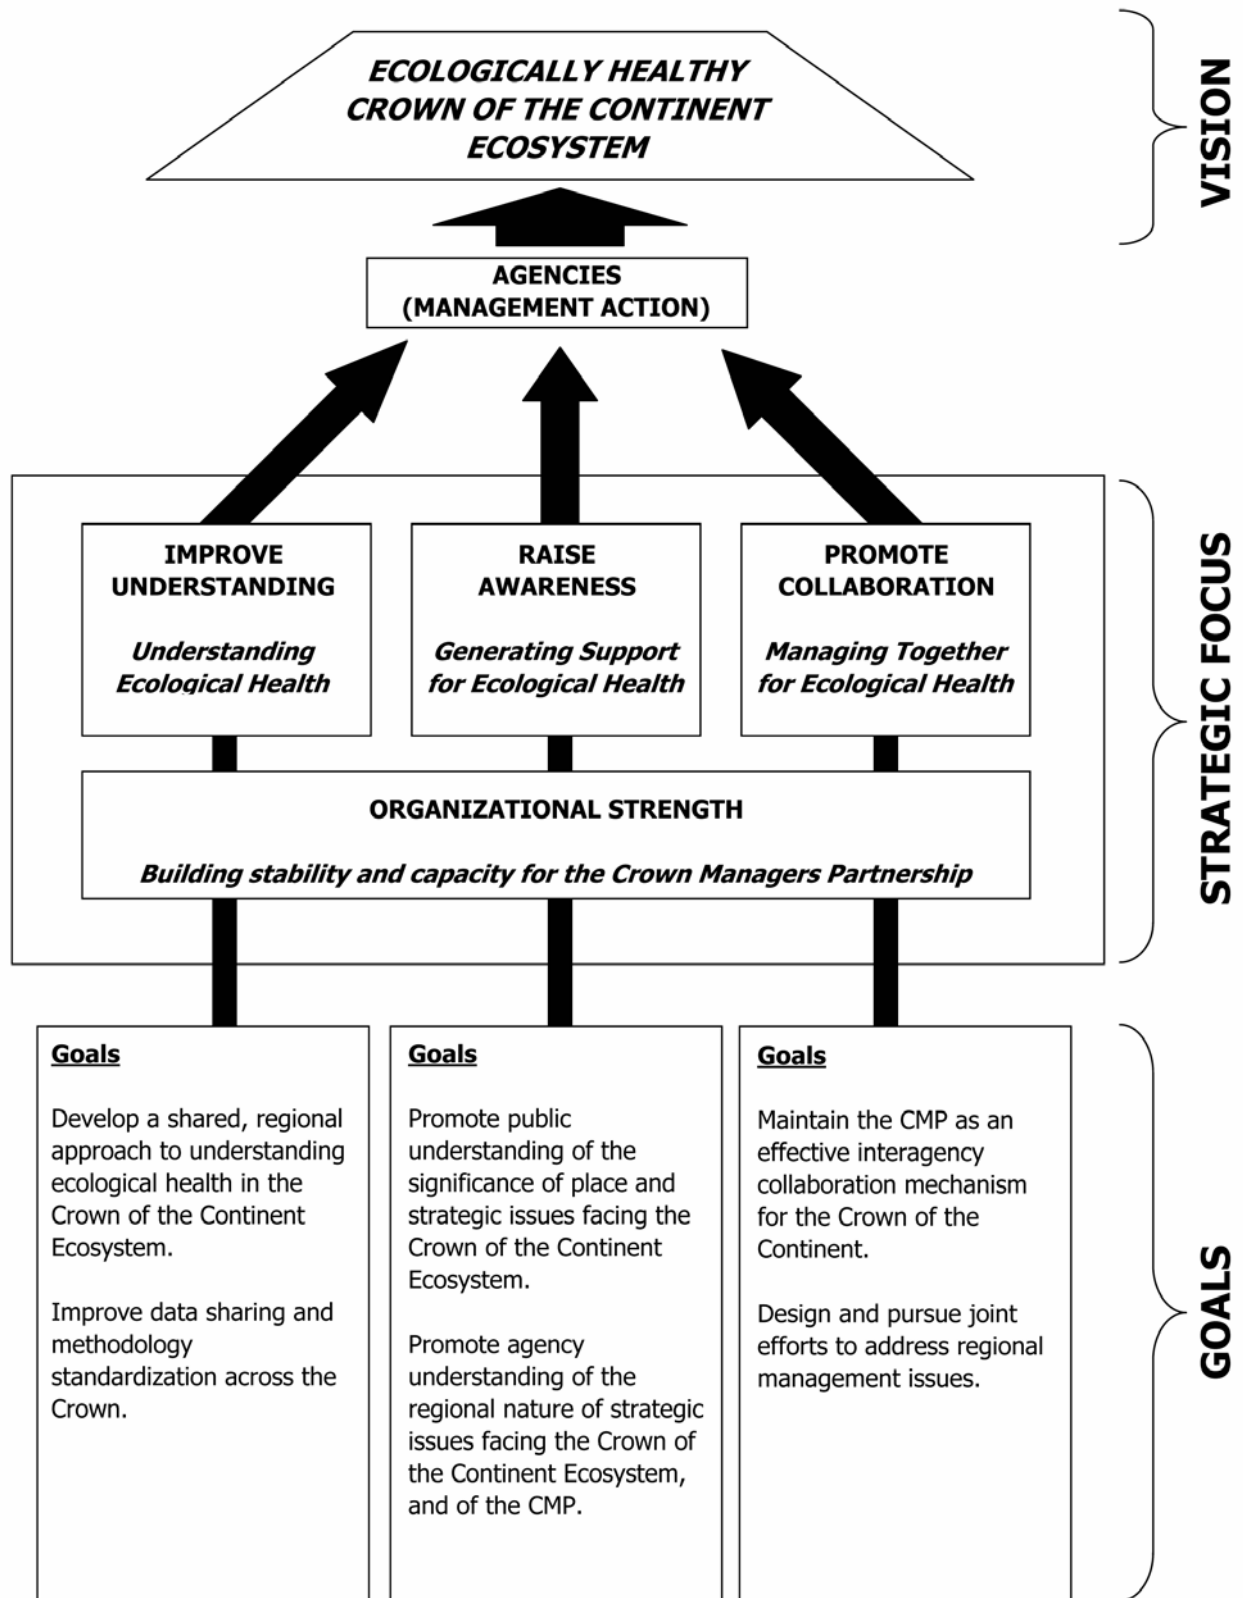 ECOLOGICALLY HEALTHY
CROWN OF THE CONTINENT
ECOSYSTEM
VISION
AGENCIES
(MANAGEMENT ACTION)
IMPROVE
UNDERSTANDING
Understanding
Ecological Health
RAISE
AWARENESS
Generating Support
for Ecological Health
PROMOTE
COLLABORATION
Managing Together
for Ecological Health
ORGANIZATIONAL STRENGTH
Building stability and capacity for the Crown Managers Partnership
STRATEGIC FOCUS
Goals
Develop a shared, regional
approach to understanding
ecological health in the
Crown of the Continent
Ecosystem.
Improve data sharing and
methodology
standardization across the
Crown.
Goals
Promote public
understanding of the
significance of place and
strategic issues facing the
Crown of the Continent
Ecosystem.
Promote agency
understanding of the
regional nature of strategic
issues facing the Crown of
the Continent Ecosystem,
and of the CMP.
Goals
Maintain the CMP as an
effective interagency
collaboration mechanism
for the Crown of the
Continent.
Design and pursue joint
efforts to address regional
management issues.
GOALS